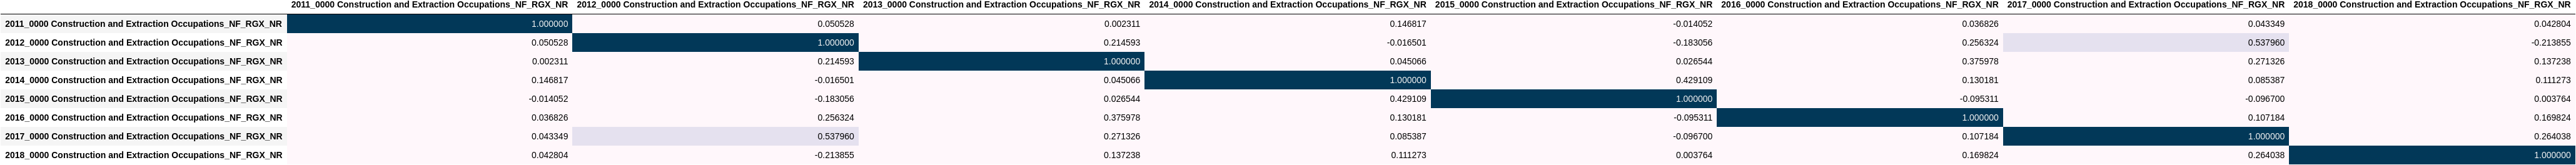 2011_0000 Construction and Extraction Occupations_NF_RGX_NR 2012_0000 Construction and Extraction Occupations_NF_RGX_NR 2013_0000 Construction and Extraction Occupations_NF_RGX_NR 2014_0000 Construction and Extraction Occupations_NF_RGX_NR 2015_0000 Construction and Extraction Occupations_NF_RGX_NR 2016_0000 Construction and Extraction Occupations_NF_RGX_NR 2017_0000 Construction and Extraction Occupations_NF_RGX_NR 2018_0000 Construction and Extraction Occupations_NF_RGX_NR
2011_0000 Construction and Extraction Occupations_NF_RGX_NR 1.000000 0.050528 0.002311 0.146817 -0.014052 0.036826 0.043349 0.042804
2012_0000 Construction and Extraction Occupations_NF_RGX_NR 0.050528 1.000000 0.214593 -0.016501 -0.183056 0.256324 0.537960 -0.213855
2013_0000 Construction and Extraction Occupations_NF_RGX_NR 0.002311 0.214593 1.000000 0.045066 0.026544 0.375978 0.271326 0.137238
2014_0000 Construction and Extraction Occupations_NF_RGX_NR 0.146817 -0.016501 0.045066 1.000000 0.429109 0.130181 0.085387 0.111273
2015_0000 Construction and Extraction Occupations_NF_RGX_NR -0.014052 -0.183056 0.026544 0.429109 1.000000 -0.095311 -0.096700 0.003764
2016_0000 Construction and Extraction Occupations_NF_RGX_NR 0.036826 0.256324 0.375978 0.130181 -0.095311 1.000000 0.107184 0.169824
2017_0000 Construction and Extraction Occupations_NF_RGX_NR 0.043349 0.537960 0.271326 0.085387 -0.096700 0.107184 1.000000 0.264038
2018_0000 Construction and Extraction Occupations_NF_RGX_NR 0.042804 -0.213855 0.137238 0.111273 0.003764 0.169824 0.264038 1.000000